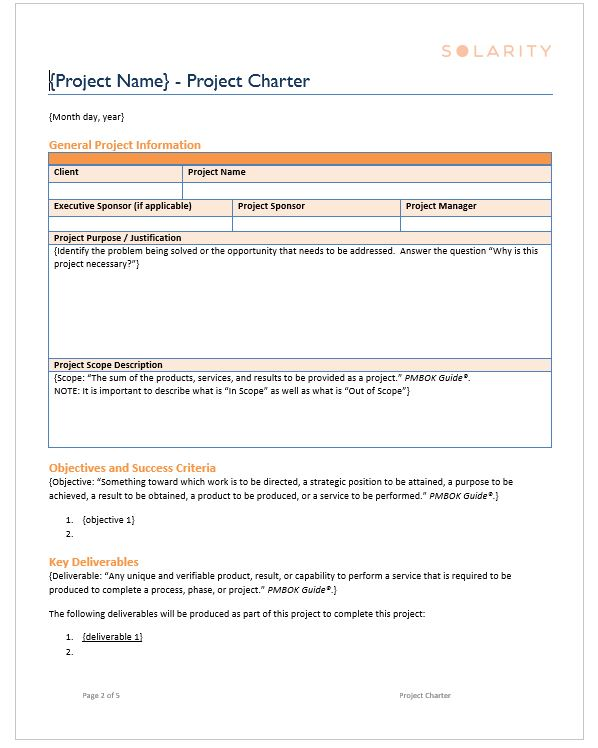 SOLARITY
{Project Name} - Project Charter
{Month day, year}
General Project Information
Client Project Name
Executive Sponsor (if applicable) Project Sponsor Project Manager
Project Purpose / Justification
{Identify the problem being solved or the opportunity that needs to be addressed. Answer the question “Why is this
project necessary?”}
Project Scope Description
{Scope: “The sum of the products, services, and results to be provided as a project.” PMBOK Guide®.
NOTE: It is important to describe what is “In Scope” as well as what is “Out of Scope”}
Objectives and Success Criteria
{Objective: “Something toward which work is to be directed, a strategic position to be attained, a purpose to be
achieved, a result to be obtained, a product to be produced, or a service to be performed.” PMBOK Guide®.}
1. {objective 1}
2.
Key Deliverables
{Deliverable: “Any unique and verifiable product, result, or capability to perform a service that is required to be
produced to complete a process, phase, or project.” PMBOK Guide®.}
The following deliverables will be produced as part of this project to complete this project:
1. {deliverable 1}
2.
Page 2 of 5 Project Charter